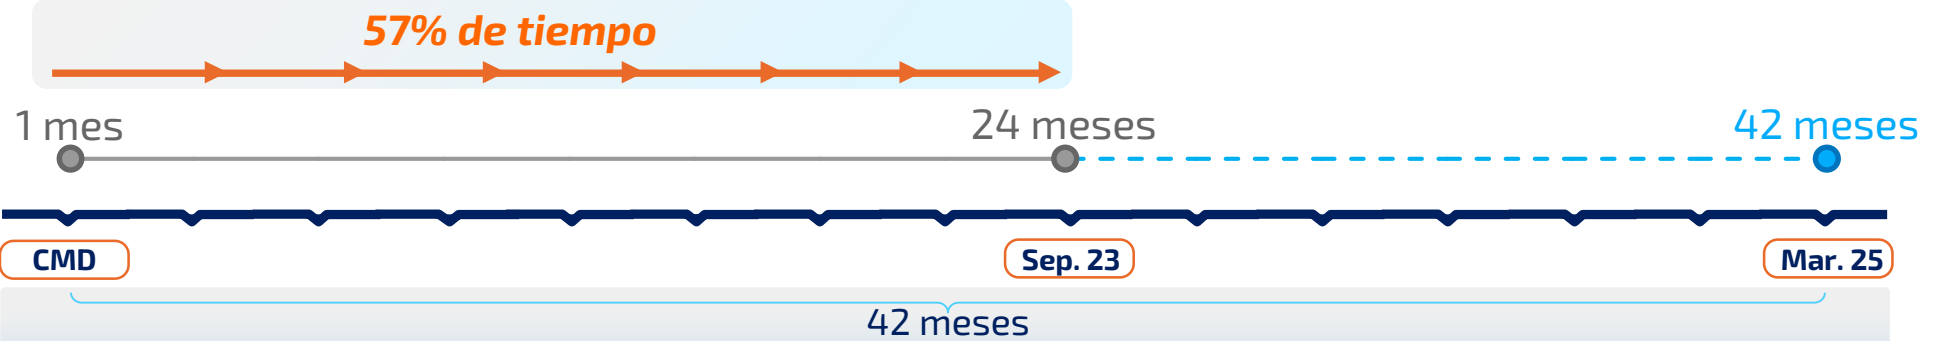 57% de tiempo
1 mes
24 meses
42 meses
CMD
Sep. 23
Mar. 25
42 meses